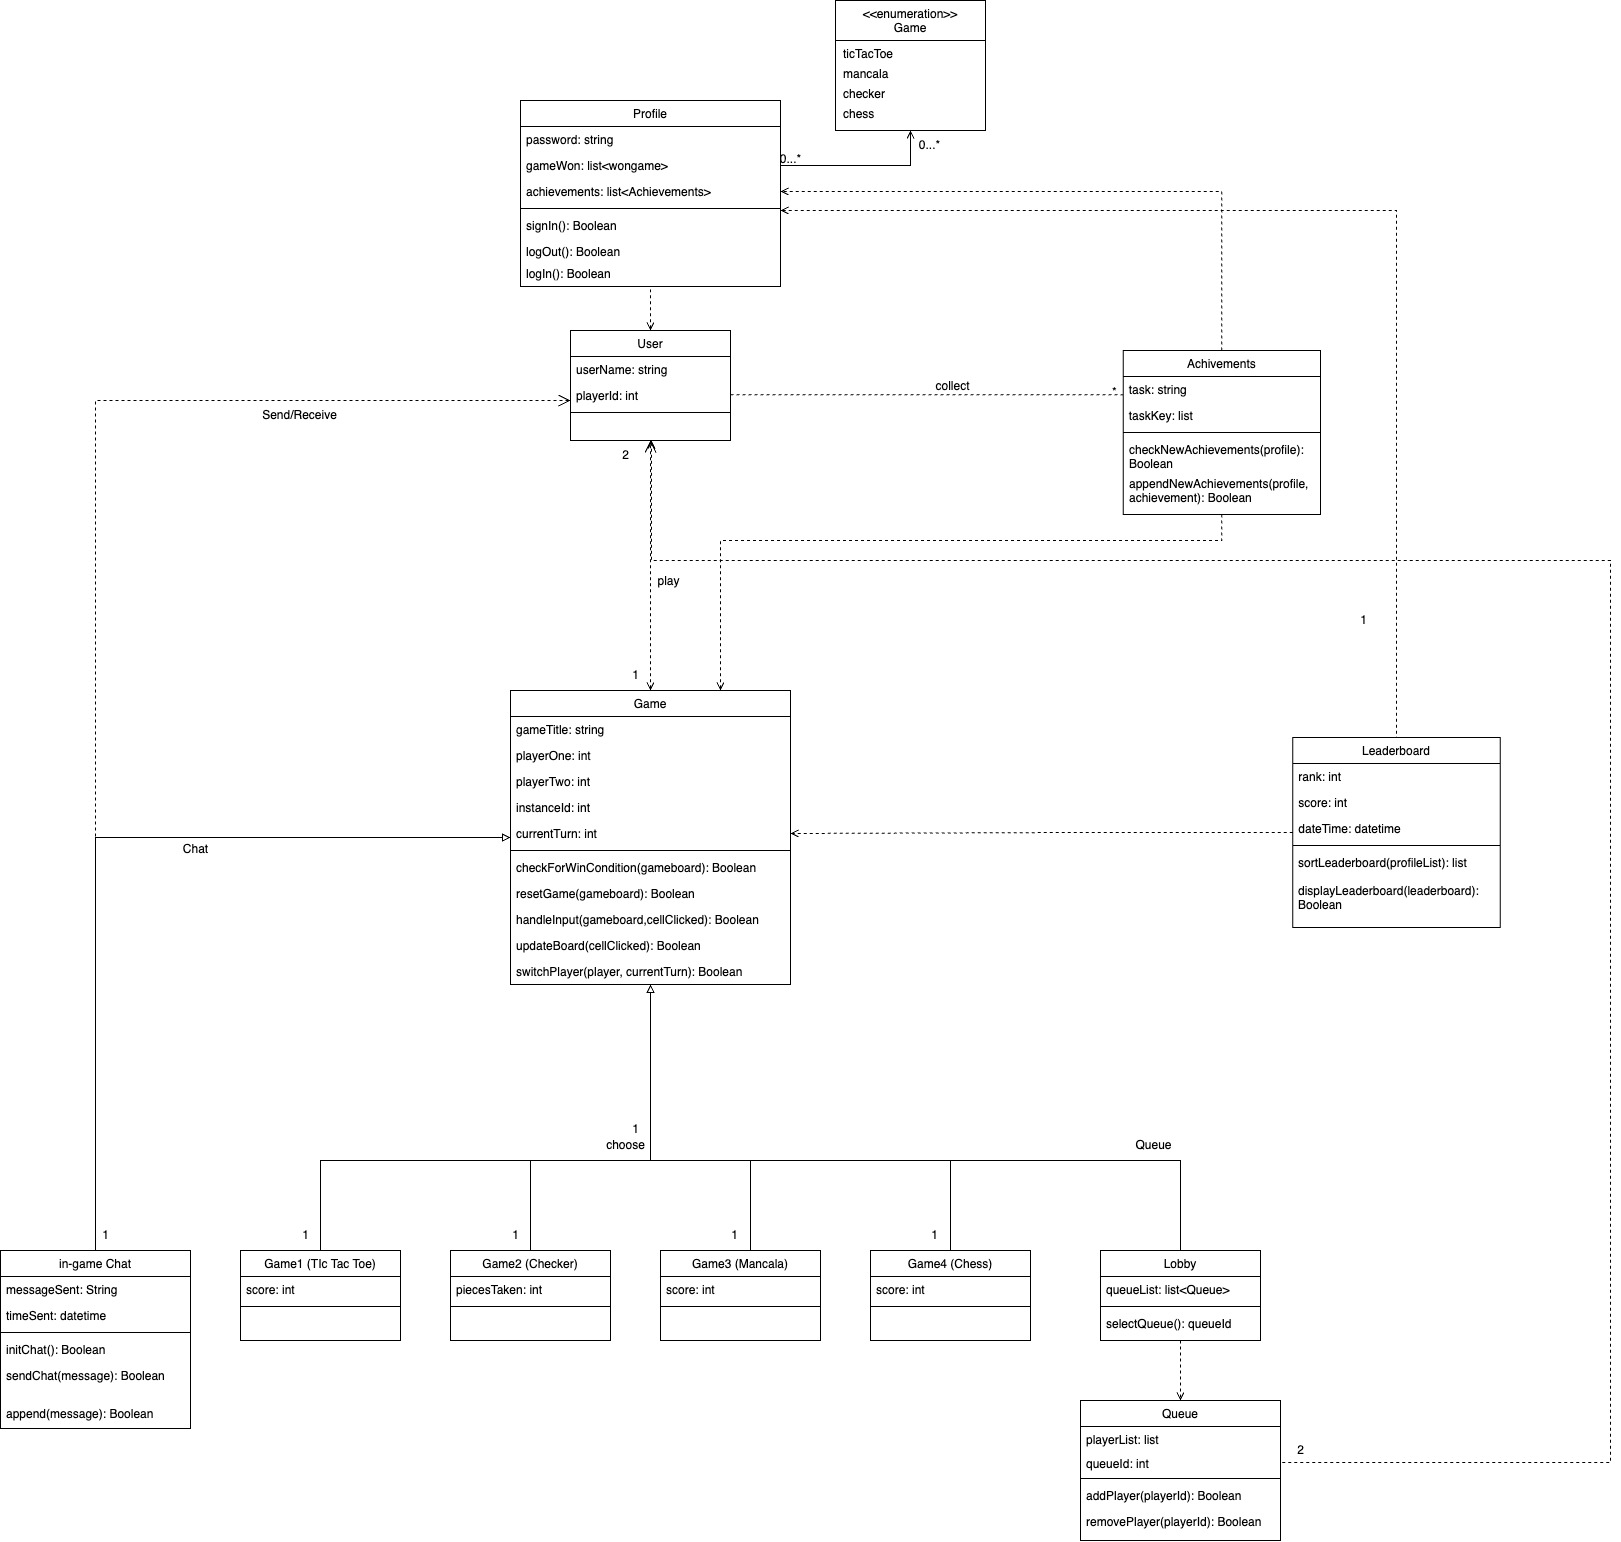 <<enumeration>>
Game
ticTacToe
mancala
checker
chess
0...*
Profile
password: string
gameWon: list<wongame>
achievements: list<Achievements>
signIn(): Boolean
logOut(): Boolean
logIn(): Boolean
0...*
User
userName: string
playerId: int
collect
*
Achivements
task: string
taskKey: list
checkNewAchievements(profile):
Boolean
appendNewAchievements(profile,
achievement): Boolean
Send/Receive
2
play
1
1
Game
gameTitle: string
playerOne: int
playerTwo: int
instanceId: int
currentTurn: int
checkForWinCondition(gameboard): Boolean
resetGame(gameboard): Boolean
handleInput(gameboard,cellClicked): Boolean
updateBoard(cellClicked): Boolean
switchPlayer(player, currentTurn): Boolean
Leaderboard
rank: int
score: int
dateTime: datetime
sortLeaderboard(profileList): list
displayLeaderboard(leaderboard):
Boolean
Chat
1
choose
Queue
1
1
1
1
1
in-game Chat
messageSent: String
timeSent: datetime
initChat(): Boolean
sendChat(message): Boolean
append(message): Boolean
Game1 (TIc Tac Toe)
score: int
Game2 (Checker)
piecesTaken: int
Game3 (Mancala)
score: int
Game4 (Chess)
score: int
Lobby
queueList: list<Queue>
selectQueue(): queueId
Queue
playerList: list
queueId: int
addPlayer(playerId): Boolean
removePlayer(playerId): Boolean
2